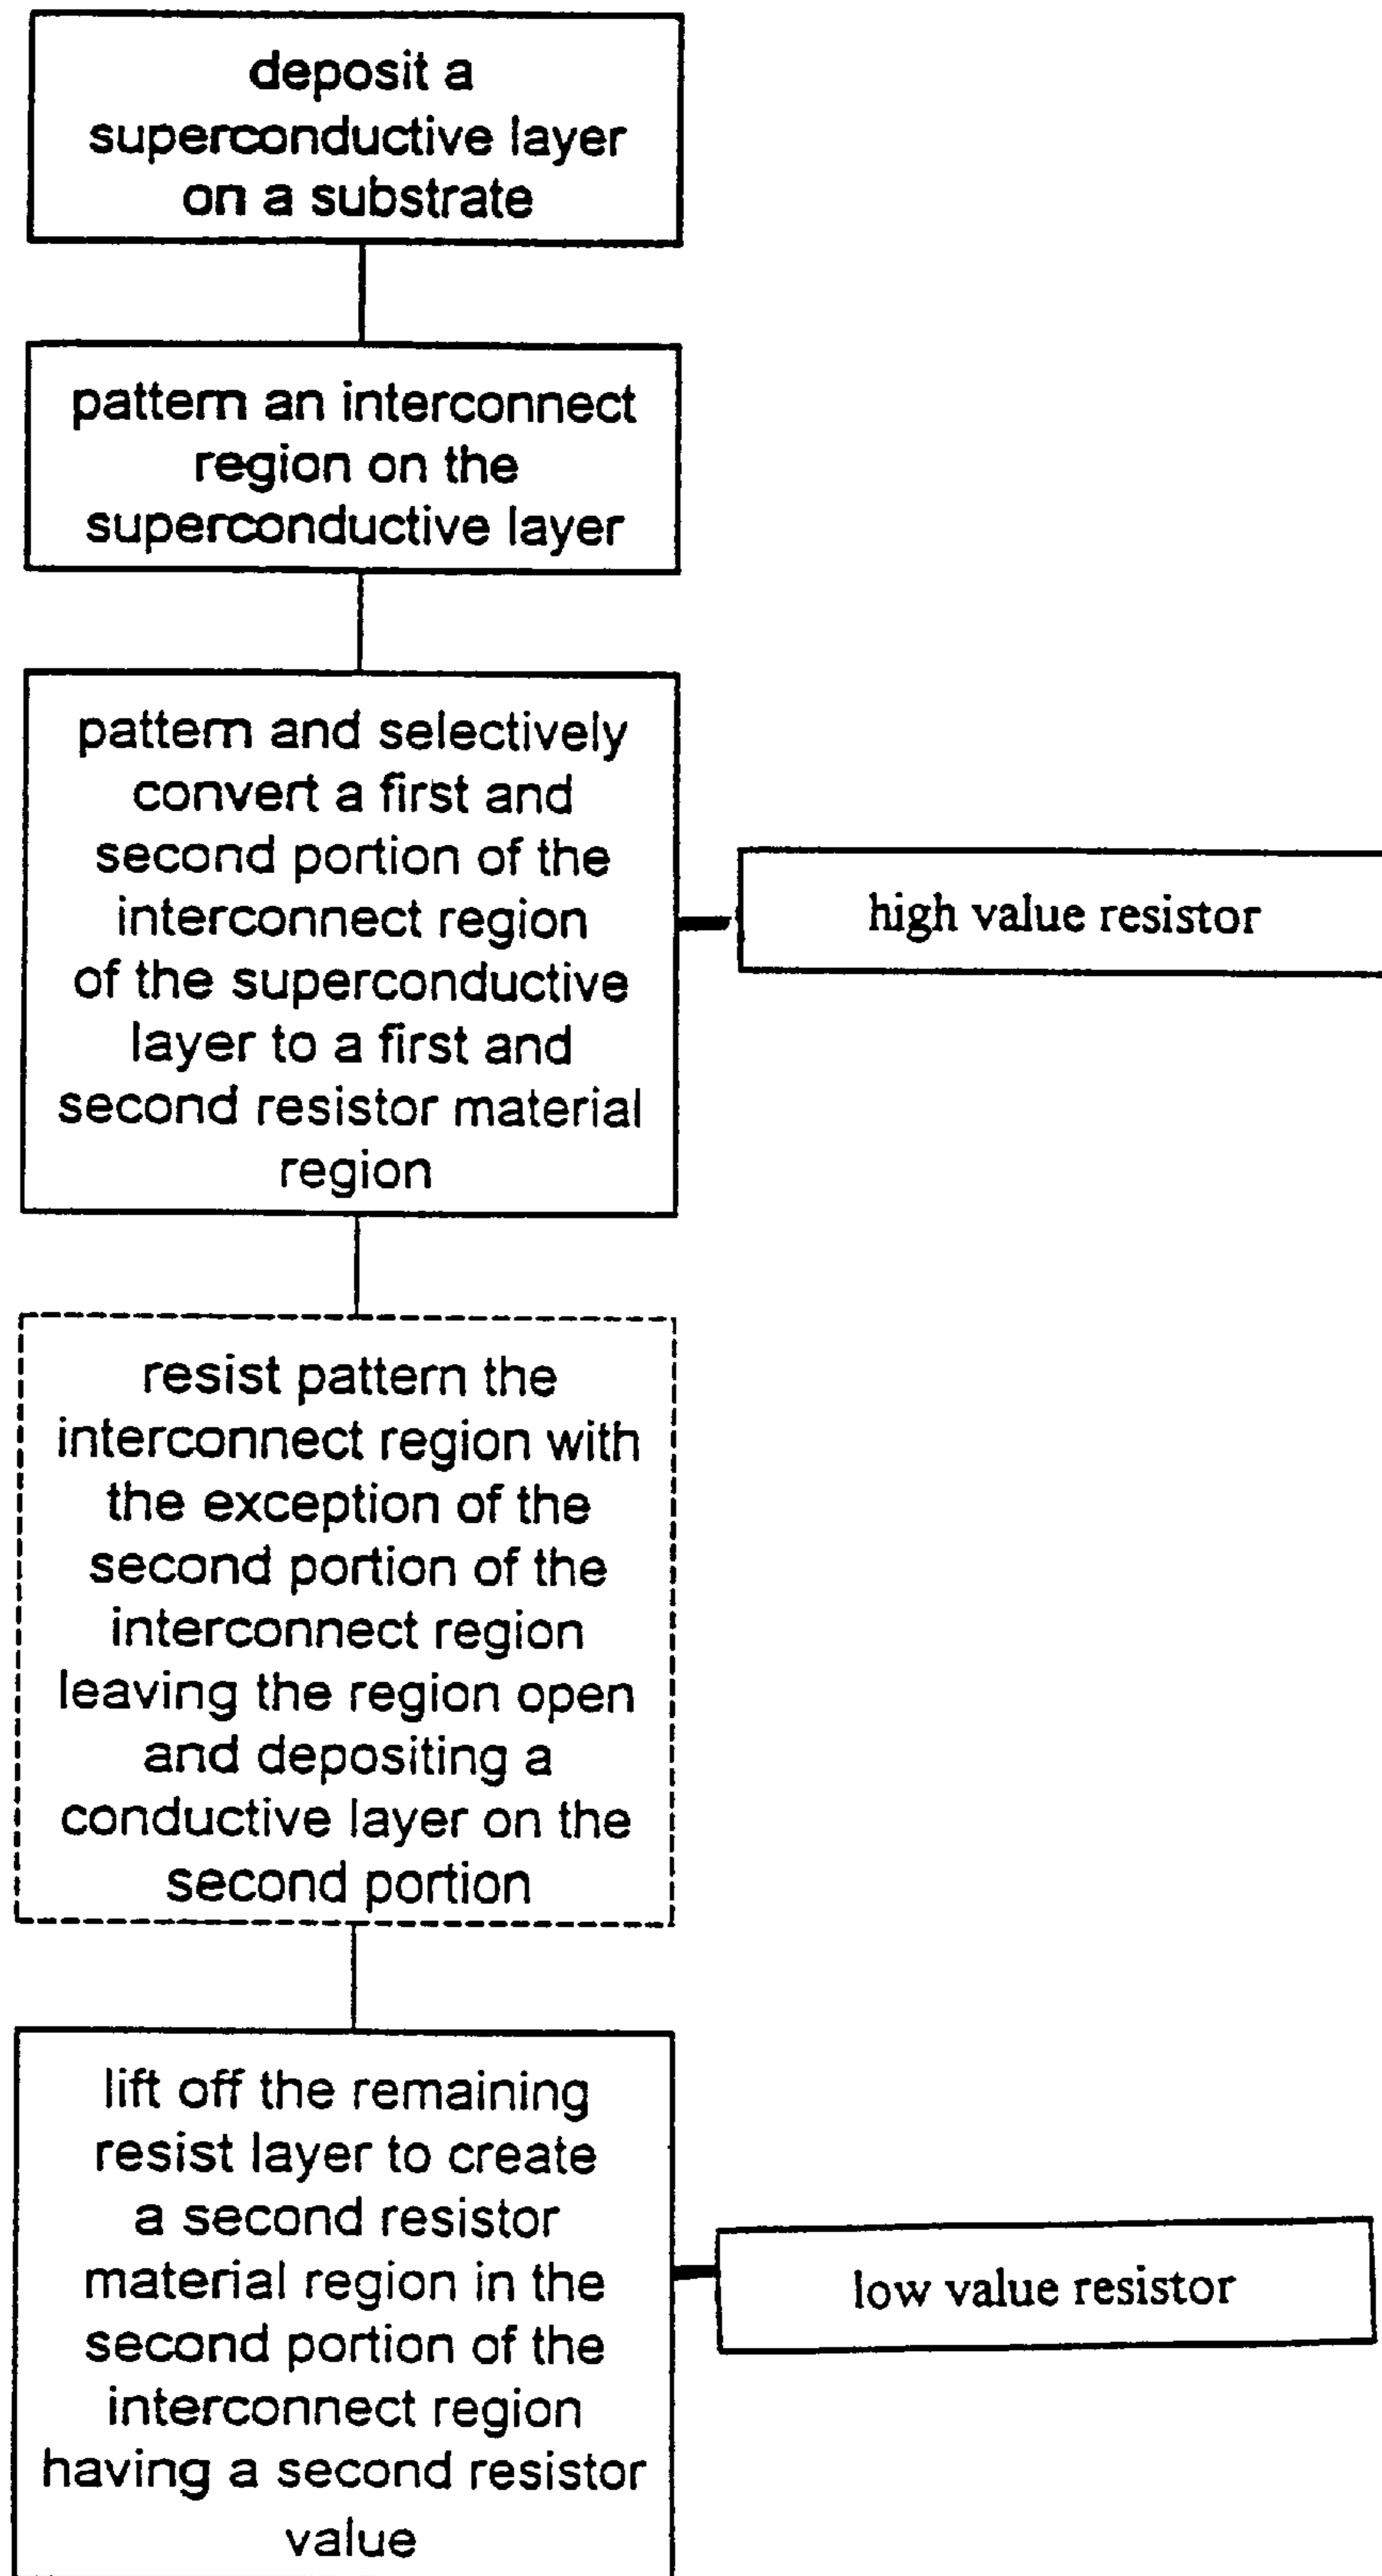 deposit a
superconductive layer
on a substrate
pattern an interconnect
region on the
superconductive layer
pattern and selectively
convert a first and
second portion of the
interconnect region
of the superconductive
layer to a first and
second resistor material
region
high value resistor
resist pattern the
interconnect region with
the exception of the
second portion of the
interconnect region
leaving the region open
and depositing a
conductive layer on the
second portion
lift off the remaining
resist layer to create
a second resistor
material region in the
second portion of the
interconnect region
having a second resistor
value
low value resistor